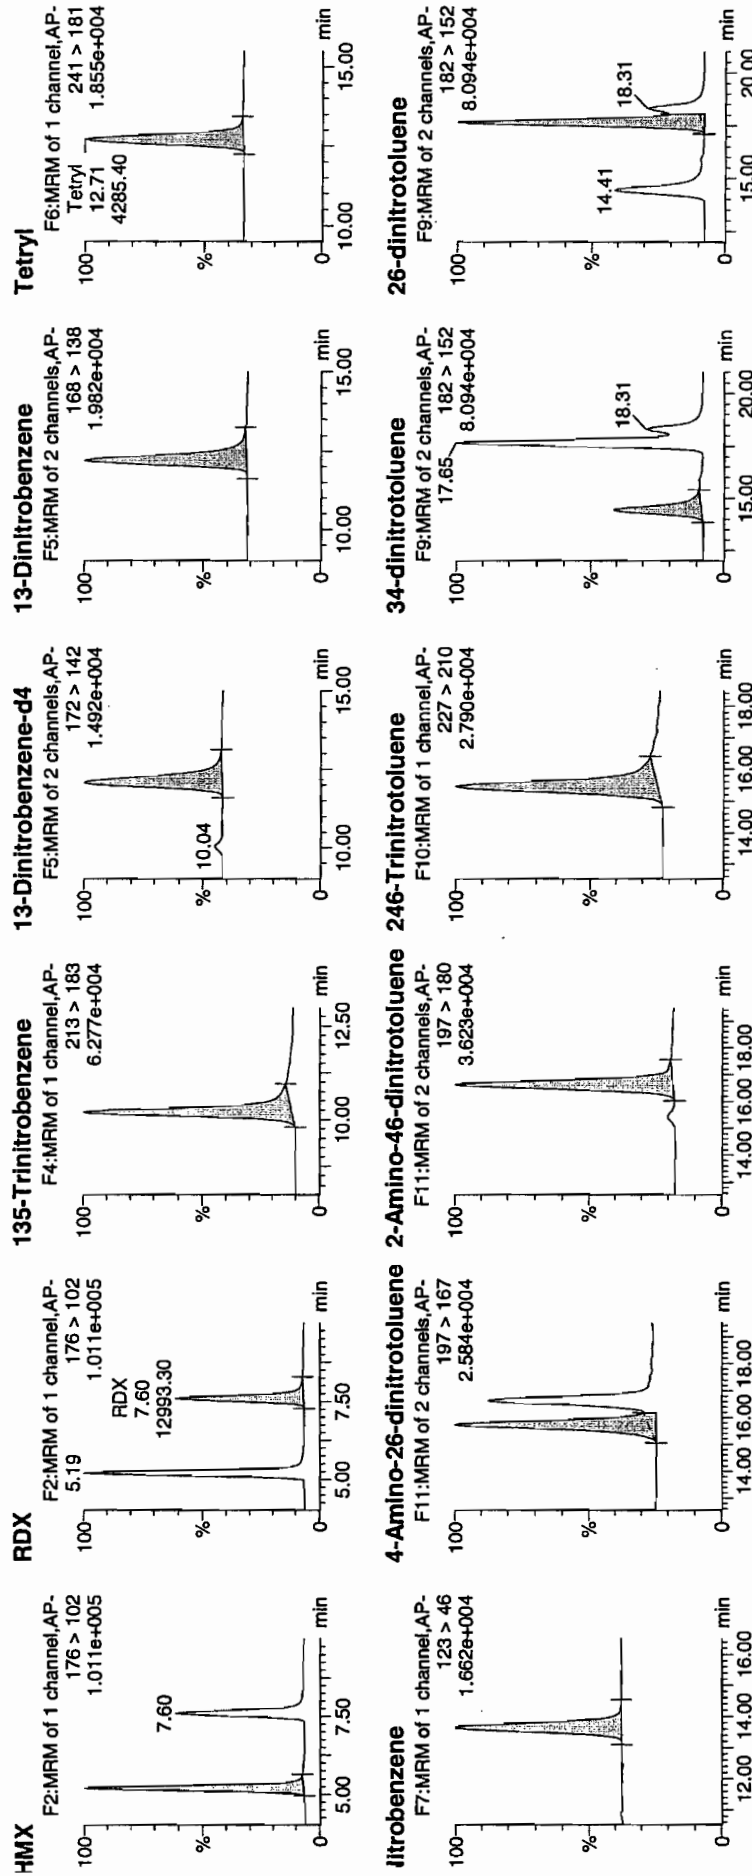 HMX
F2:MRM of 1 channel,AP-
176 > 102
1.011e+005
100
7.60
%
0
5.00
7.50
min
RDX
F2:MRM of 1 channel,AP-
176 > 102
1.011e+005
100
5.19
RDX
7.60
12993.30
%
0
5.00
7.50
min
135-Trinitrobenzene
F4:MRM of 1 channel,AP-
213 > 183
6.277e+004
100
%
0
10.00
12.50
min
13-Dinitrobenzene-d4
F5:MRM of 2 channels,AP-
172 > 142
1.492e+004
100
10.04
%
0
10.00
15.00
min
13-Dinitrobenzene
F5:MRM of 2 channels,AP-
168 > 138
1.982e+004
100
%
0
10.00
15.00
min
Tetryl
F6:MRM of 1 channel,AP-
241 > 181
1.855e+004
100
Tetryl
12.71
4285.40
%
0
10.00
15.00
min
itrobenzene
F7:MRM of 1 channel,AP-
123 > 46
1.662e+004
100
%
0
12.00
14.00
16.00
min
4-Amino-26-dinitrotoluene
F11:MRM of 2 channels,AP-
197 > 167
2.584e+004
100
%
0
14.00
16.00
18.00
min
2-Amino-46-dinitrotoluene
F11:MRM of 2 channels,AP-
197 > 180
3.623e+004
100
%
0
14.00
16.00
18.00
min
246-Trinitrotoluene
F10:MRM of 1 channel,AP-
227 > 210
2.790e+004
100
%
0
14.00
16.00
18.00
min
34-dinitrotoluene
F9:MRM of 2 channels,AP-
182 > 152
8.094e+004
100
17.65
18.31
%
0
15.00
20.00
min
26-dinitrotoluene
F9:MRM of 2 channels,AP-
182 > 152
8.094e+004
100
14.41
18.31
%
0
15.00
20.00
min